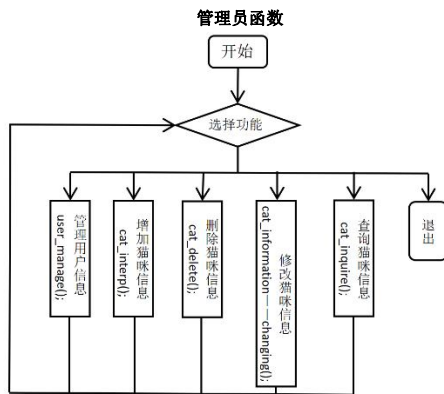 管理员函数
开始
选择功能
管理用户信息
user_manage();
增加猫咪信息
cat_interp();
删除猫咪信息
cat_delete();
修改猫咪信息
cat_information——changing();
查询猫咪信息
cat_inquire();
退出